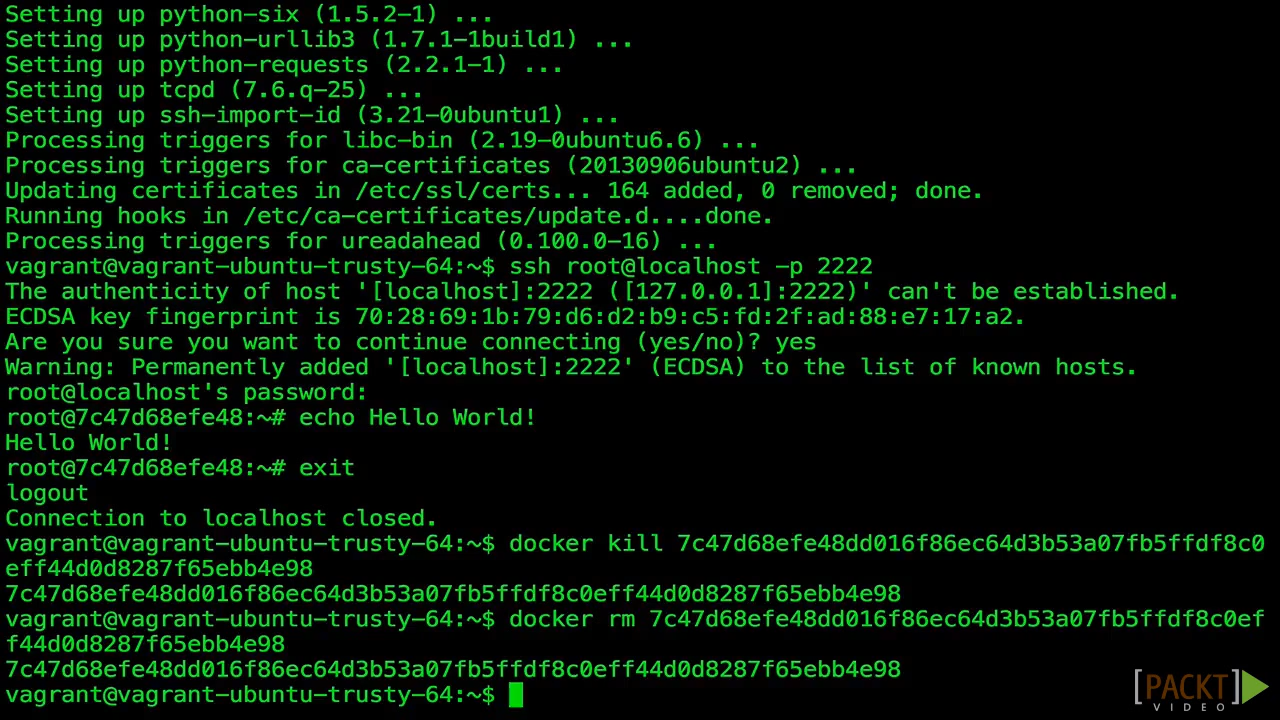 Setting up python-six (1.5.2-1) ...
Setting up python-urllib3 (1.7.1-1build1) ...
Setting up python-requests (2.2.1-1) ...
Setting up tcpd (7.6.q-25) ...
Setting up ssh-import-id (3.21-0ubuntu1) ...
Processing triggers for libc-bin (2.19-0ubuntu6.6) ...
Processing triggers for ca-certificates (20130906ubuntu2) ...
Updating certificates in /etc/ssl/certs... 164 added, 0 removed; done.
Running hooks in /etc/ca-certificates/update.d....done.
Processing triggers for ureadahead (0.100.0-16) ...
vagrant@vagrant-ubuntu-trusty-64:~$ ssh root@localhost -p 2222
The authenticity of host '[localhost]:2222 ([127.0.0.1]:2222)' can't be established.
ECDSA key fingerprint is 70:28:69:1b:79:d6:d2:b9:c5:fd:2f:ad:88:e7:17:a2.
Are you sure you want to continue connecting (yes/no)? yes
Warning: Permanently added '[localhost]:2222' (ECDSA) to the list of known hosts.
root@localhost's password:
root@7c47d68efe48:~# echo Hello World!
Hello World!
root@7c47d68efe48:~# exit
logout
Connection to localhost closed.
vagrant@vagrant-ubuntu-trusty-64:~$ docker kill 7c47d68efe48dd016f86ec64d3b53a07fb5ffdf8c0
eff44d0d8287f65ebb4e98
7c47d68efe48dd016f86ec64d3b53a07fb5ffdf8c0eff44d0d8287f65ebb4e98
vagrant@vagrant-ubuntu-trusty-64:~$ docker rm 7c47d68efe48dd016f86ec64d3b53a07fb5ffdf8c0ef
f44d0d8287f65ebb4e98
7c47d68efe48dd016f86ec64d3b53a07fb5ffdf8c0eff44d0d8287f65ebb4e98
vagrant@vagrant-ubuntu-trusty-64:~$
[PACKT]
VIDEO